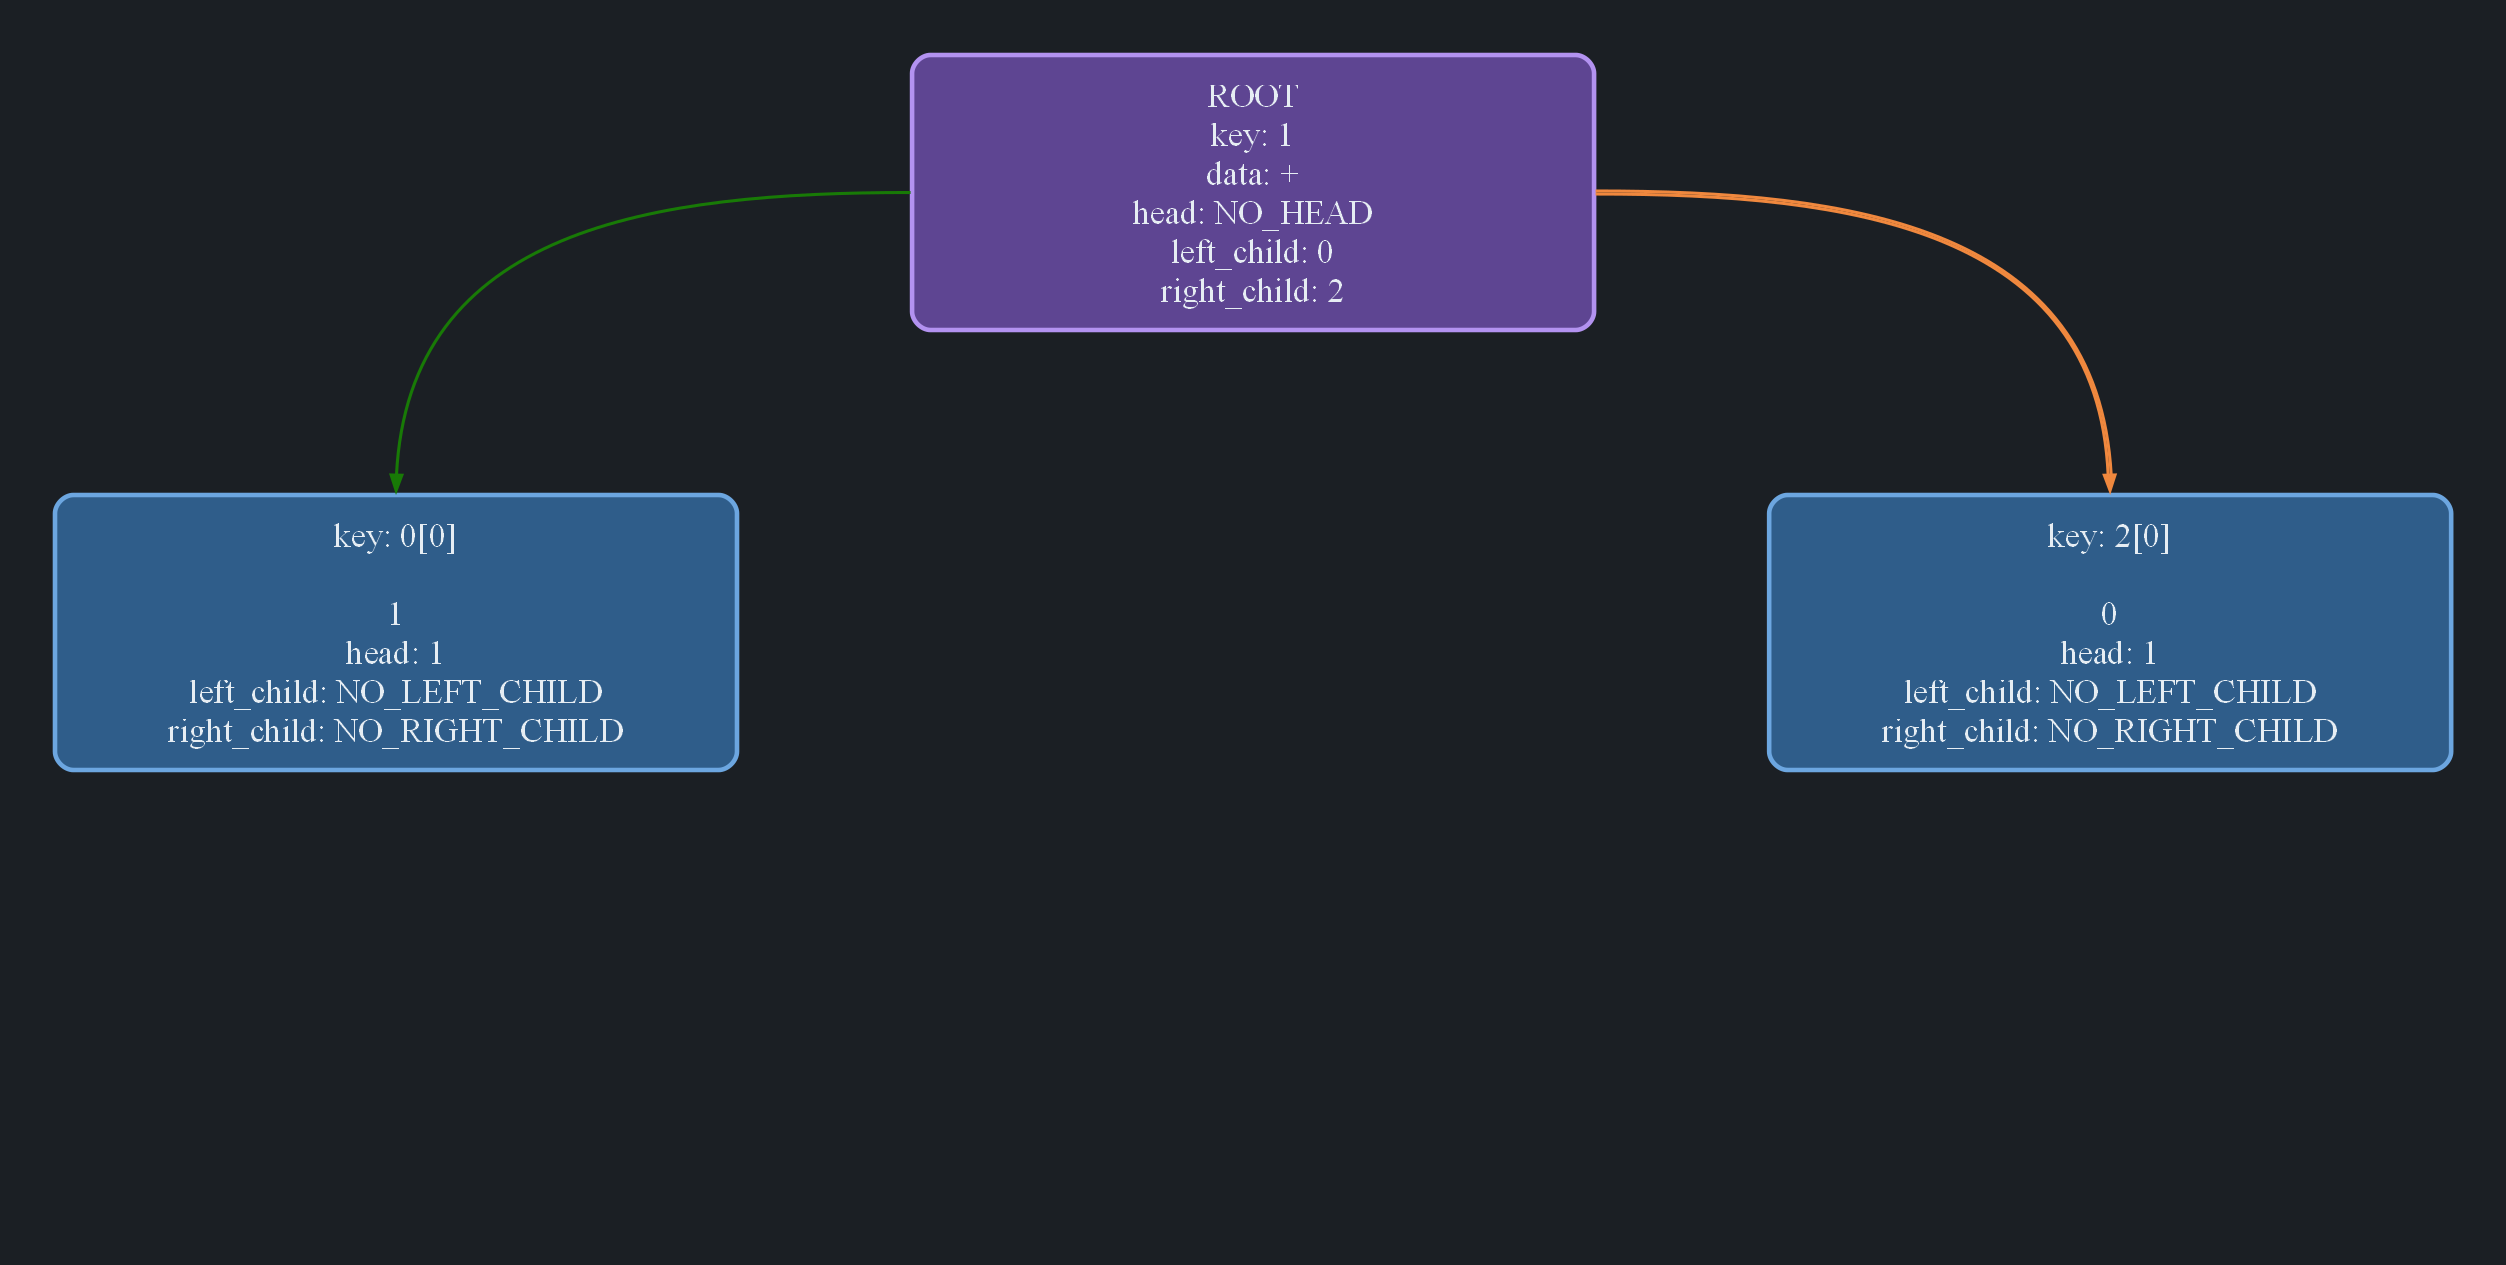 ROOT
key: 1
data: +
head: NO_HEAD
left_child: 0
right_child: 2
key: 0[0]
1
head: 1
left_child: NO_LEFT_CHILD
right_child: NO_RIGHT_CHILD
key: 2[0]
0
head: 1
left_child: NO_LEFT_CHILD
right_child: NO_RIGHT_CHILD